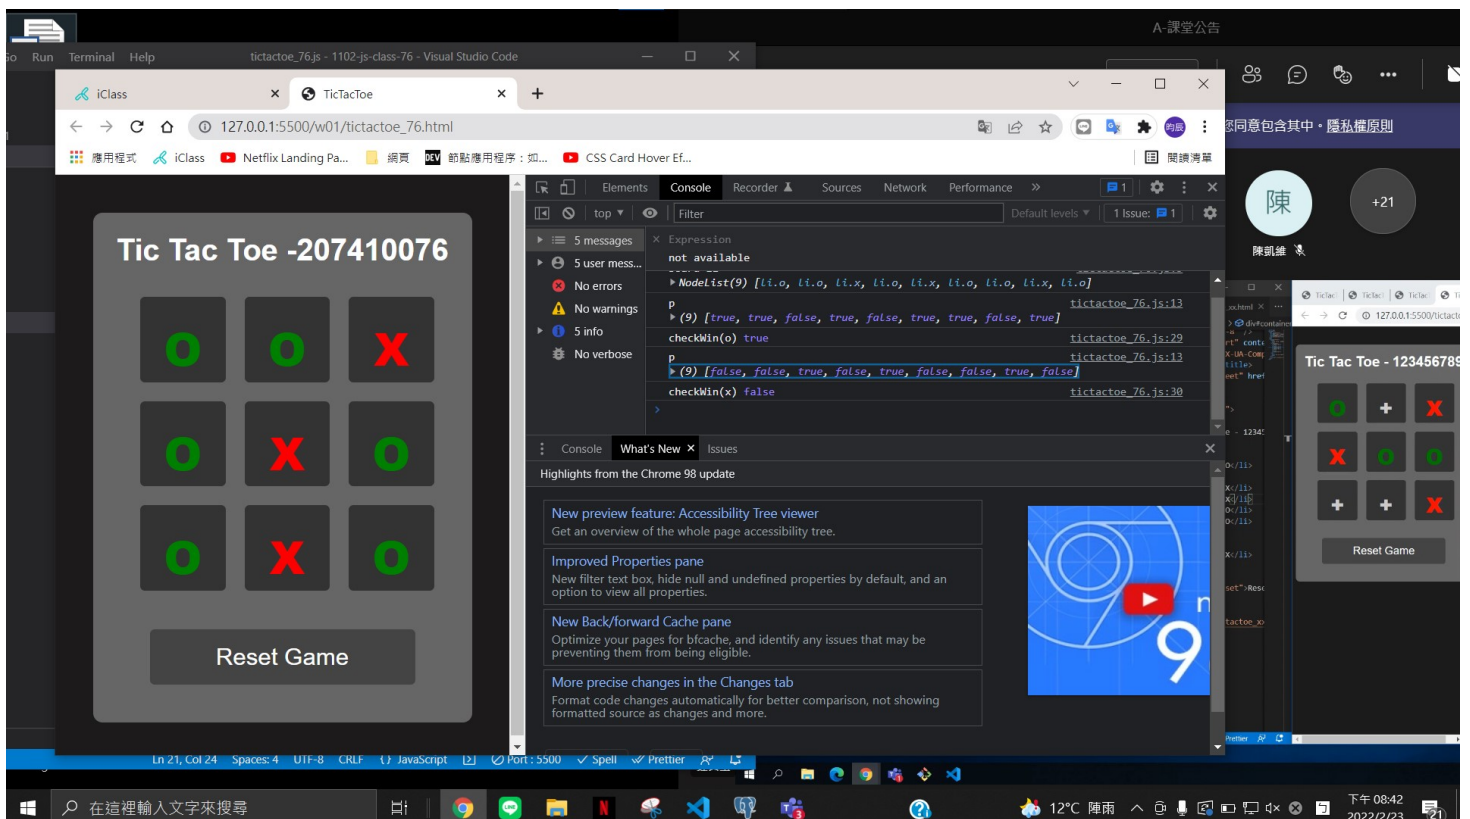 A-課堂公告
Go Run Terminal Help tictactoe_76.js - 1102-js-class-76 - Visual Studio Code
iClass TicTacToe
127.0.0.1:5500/w01/tictactoe_76.html
應用程式 iClass Netflix Landing Pa... 網頁 DEV 節點應用程序：如... CSS Card Hover Ef... 閱讀清單
您同意包含其中。隱私權原則
Elements Console Recorder Sources Network Performance » 1
top Filter Default levels 1 Issue: 1
陳
+21
陳凱維
Tic Tac Toe -207410076
O O X
O X O
O X O
Reset Game
5 messages
5 user mess...
No errors
No warnings
5 info
No verbose
Expression
not available
NodeList(9) [li.o, li.o, li.x, li.o, li.x, li.o, li.o, li.x, li.o]
p tictactoe_76.js:13
(9) [true, true, false, true, false, true, true, false, true]
checkWin(o) true tictactoe_76.js:29
p tictactoe_76.js:13
(9) [false, false, true, false, true, false, false, true, false]
checkWin(x) false tictactoe_76.js:30
Console What's New Issues
Highlights from the Chrome 98 update
New preview feature: Accessibility Tree viewer
Get an overview of the whole page accessibility tree.
Improved Properties pane
New filter text box, hide null and undefined properties by default, and an
option to view all properties.
New Back/forward Cache pane
Optimize your pages for bfcache, and identify any issues that may be
preventing them from being eligible.
More precise changes in the Changes tab
Format code changes automatically for better comparison, not showing
formatted source as changes and more.
n
9
127.0.0.1:5500/tictacto
Tic Tac Toe - 123456789
O + X
X O O
+ + X
Reset Game
Ln 21, Col 24 Spaces: 4 UTF-8 CRLF {} JavaScript Port : 5500 Spell Prettier
Prettier
在這裡輸入文字來搜尋
12°C 陣雨
下午 08:42
2022/2/23
21